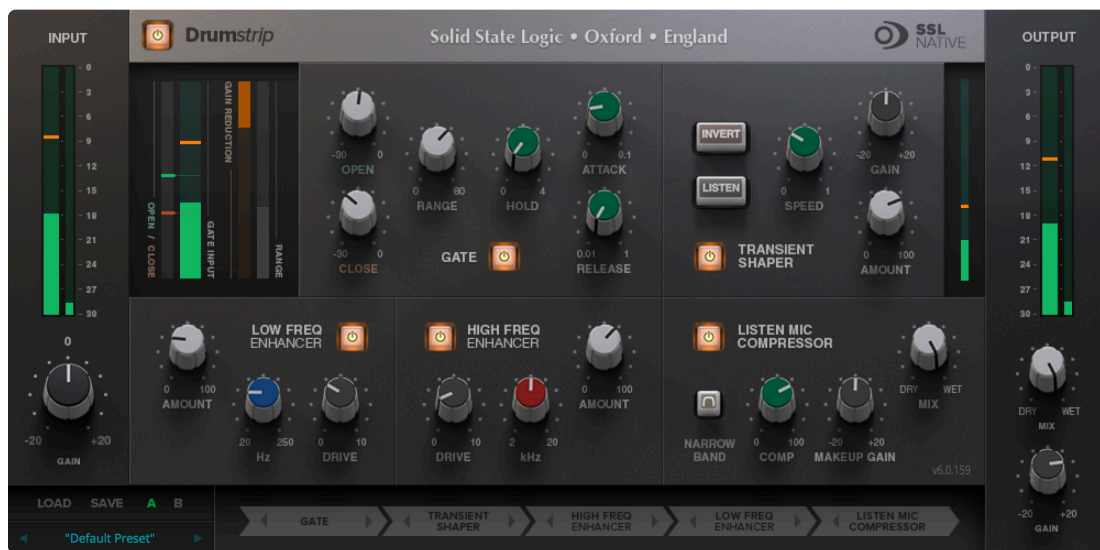 INPUT
Drumstrip
Solid State Logic • Oxford • England
SSL
NATIVE
OUTPUT
0
3
6
9
12
15
18
21
24
27
30
OPEN / CLOSE
GATE INPUT
GAIN REDUCTION
RANGE
-30 0
OPEN
0 80
RANGE
0 4
HOLD
0 0.1
ATTACK
-30 0
CLOSE
GATE
0.01 1
RELEASE
INVERT
LISTEN
0 1
SPEED
-20 +20
GAIN
TRANSIENT
SHAPER
0 100
AMOUNT
0
3
6
9
12
15
18
21
24
27
30
0
-20 +20
GAIN
0 100
AMOUNT
LOW FREQ
ENHANCER
20 250
Hz
0 10
DRIVE
HIGH FREQ
ENHANCER
0 10
DRIVE
2 20
kHz
AMOUNT
LISTEN MIC
COMPRESSOR
NARROW
BAND
0 100
COMP
-20 +20
MAKEUP GAIN
DRY WET
MIX
v6.0.159
DRY WET
MIX
-20 +20
GAIN
LOAD SAVE A B
"Default Preset"
GATE
TRANSIENT
SHAPER
HIGH FREQ
ENHANCER
LOW FREQ
ENHANCER
LISTEN MIC
COMPRESSOR